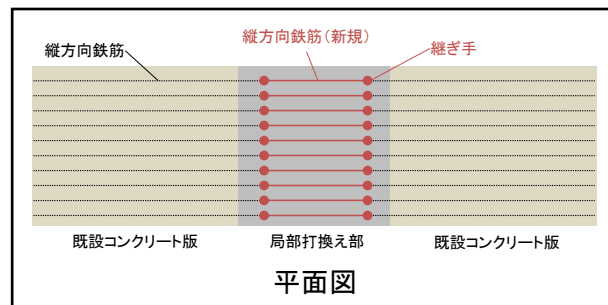 縦方向鉄筋（新規）
縦方向鉄筋
継ぎ手
既設コンクリート版
局部打換え部
既設コンクリート版
平面図